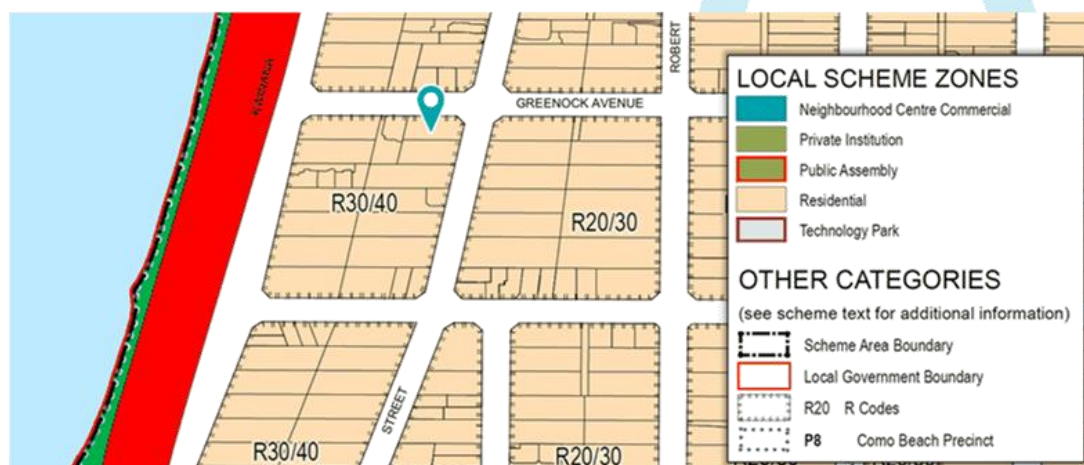 KWINANA
ROBERT
GREENOCK AVENUE
R30/40
R20/30
STREET
R30/40
R20/30
LOCAL SCHEME ZONES
Neighbourhood Centre Commercial
Private Institution
Public Assembly
Residential
Technology Park
OTHER CATEGORIES
(see scheme text for additional information)
Scheme Area Boundary
Local Government Boundary
R20 R Codes
P8 Como Beach Precinct